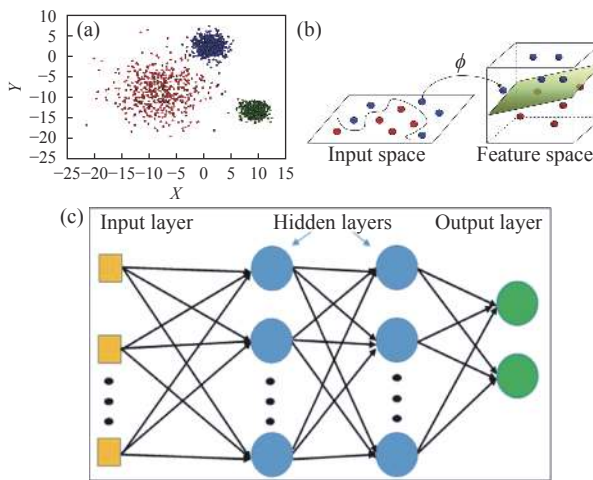 (a)
10
5
0
−5
−10
−15
−20
−25
Y
−25 −20 −15 −10 −5 0 5 10 15
X
(b)
ϕ
Input space
Feature space
(c)
Input layer
Hidden layers
Output layer